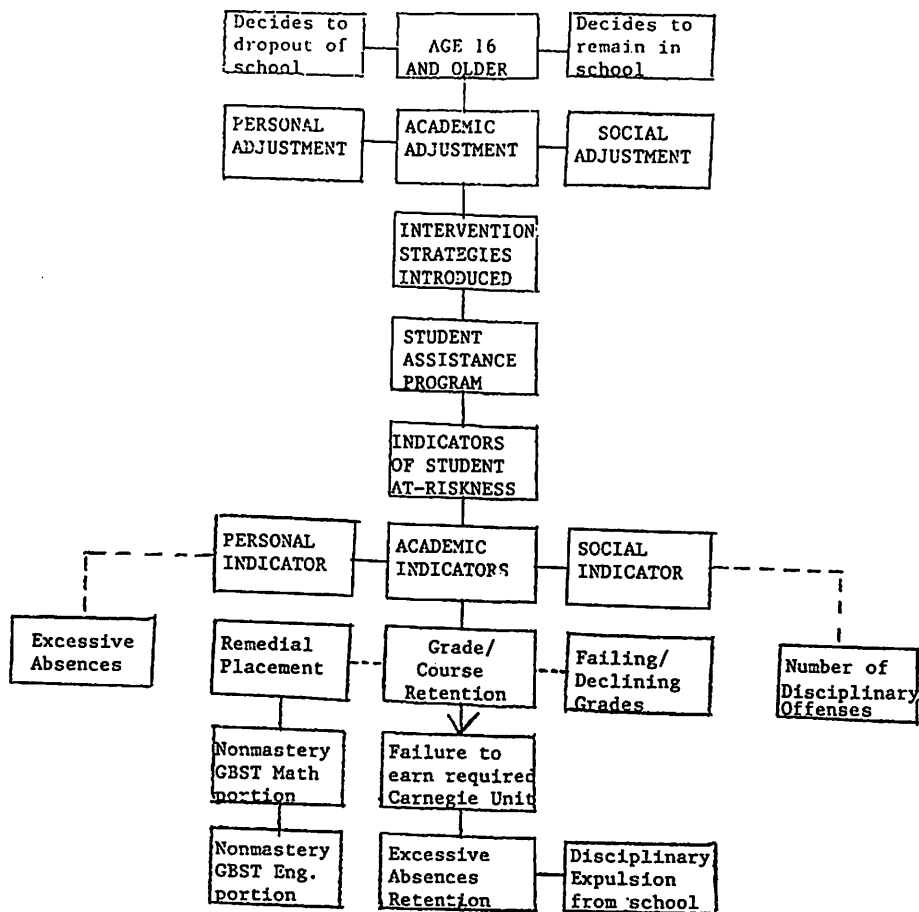 Decides to
dropout of
school
AGE 16
AND OLDER
Decides to
remain in
school
PERSONAL
ADJUSTMENT
ACADEMIC
ADJUSTMENT
SOCIAL
ADJUSTMENT
INTERVENTION
STRATEGIES
INTRODUCED
STUDENT
ASSISTANCE
PROGRAM
INDICATORS
OF STUDENT
AT-RISKNESS
PERSONAL
INDICATOR
ACADEMIC
INDICATORS
SOCIAL
INDICATOR
Excessive
Absences
Remedial
Placement
Grade/
Course
Retention
Failing/
Declining
Grades
Number of
Disciplinary
Offenses
Nonmastery
GBST Math
portion
Failure to
earn required
Carnegie Unit
Nonmastery
GBST Eng.
portion
Excessive
Absences
Retention
Disciplinary
Expulsion
from school